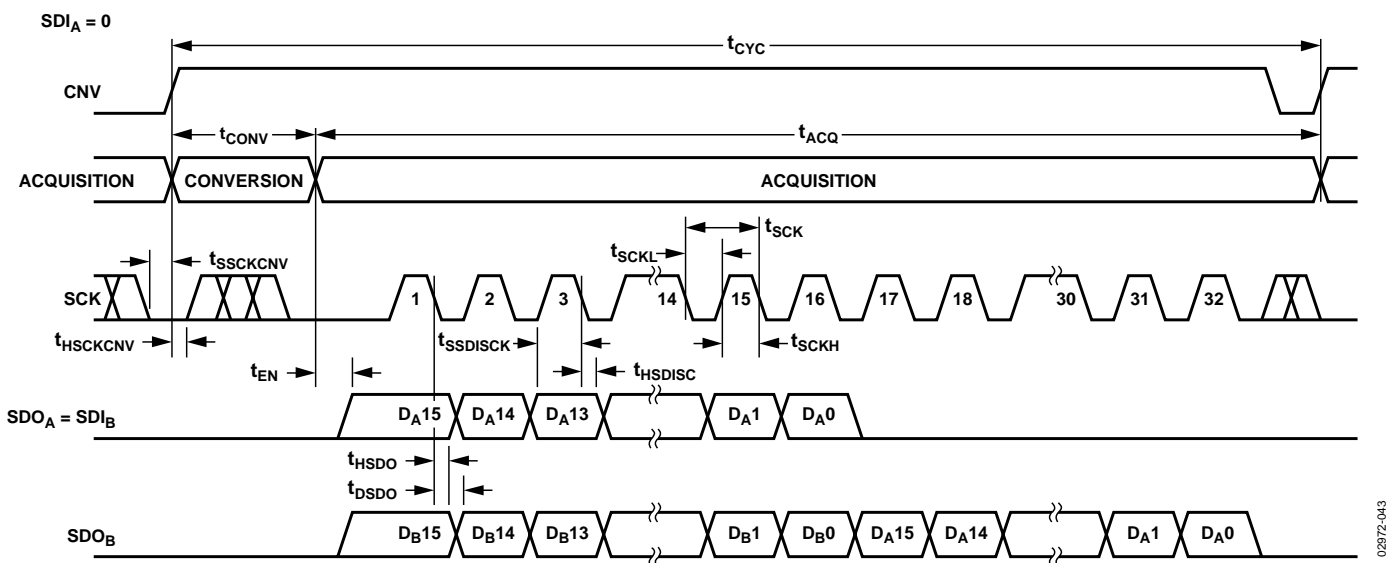 SDIA = 0
tCYC
CNV
tCONV
tACQ
ACQUISITION
CONVERSION
ACQUISITION
tSCK
tSSCKCNV
tSCKL
SCK
1
2
3
14
15
16
17
18
30
31
32
tHSCKCNV
tSSDISCK
tSCKH
tEN
tHSDISC
SDOA = SDIB
DA15
DA14
DA13
DA1
DA0
tHSDO
tDSDO
SDOB
DB15
DB14
DB13
DB1
DB0
DA15
DA14
DA1
DA0
02972-043